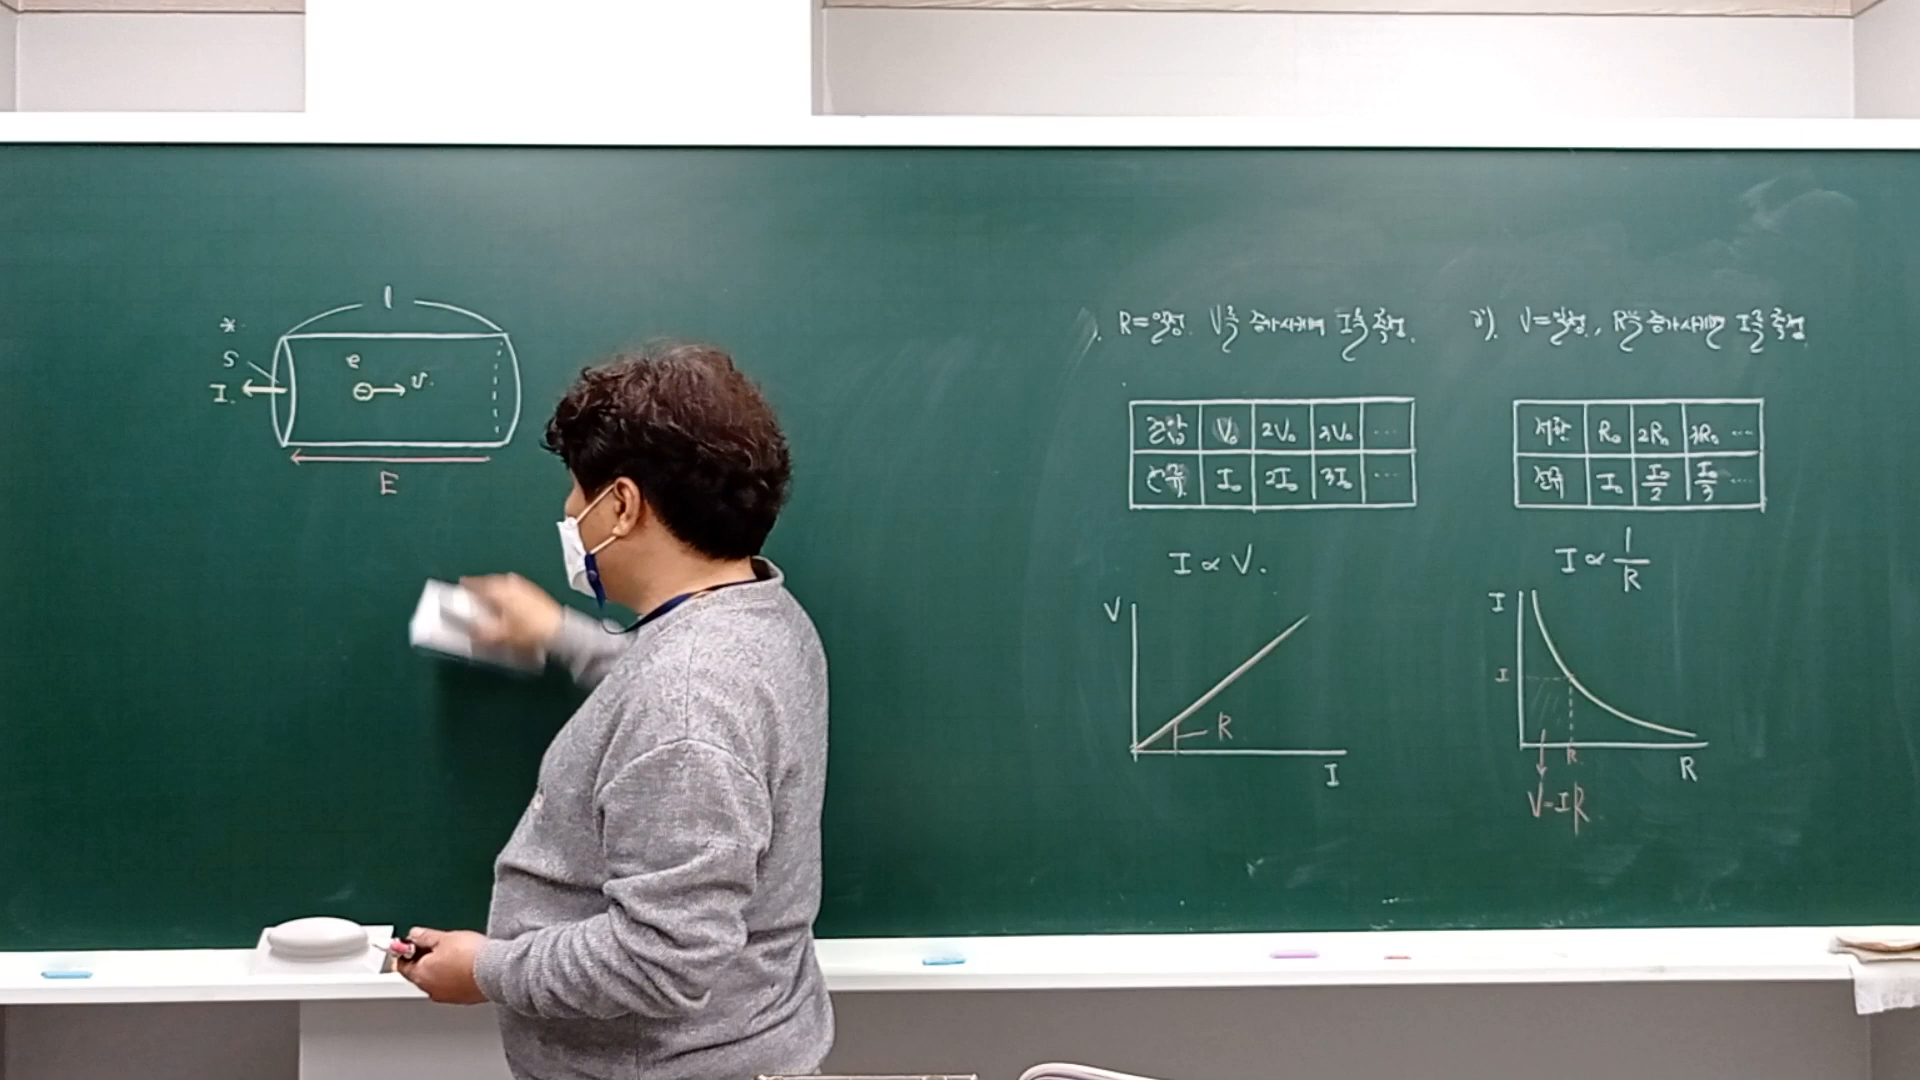 l
*
S
e
I.
⊖→ v.
E
R=일정. V를 증가시키며 I를 측정.
전압 V₀ 2V₀ 3V₀ ...
전류 I₀ 2I₀ 3I₀ ...
I ∝ V.
V
R
I
ii). V=일정, R을 증가시키며 I를 측정
저항 R₀ 2R₀ 3R₀ ...
전류 I₀ I₀/2 I₀/3 ...
I ∝ 1/R
I
I
R
R
V=IR